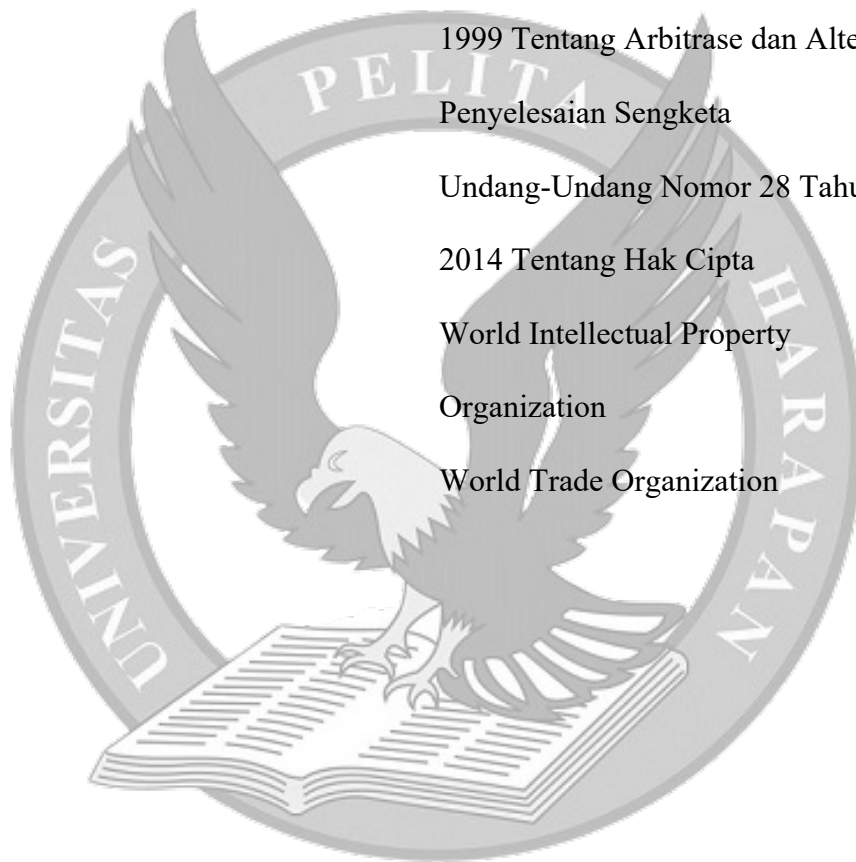 1999 Tentang Arbitrase dan Alte
Penyelesaian Sengketa
Undang-Undang Nomor 28 Tahu
2014 Tentang Hak Cipta
World Intellectual Property
Organization
World Trade Organization
UNIVERSITAS PELITA HARAPAN